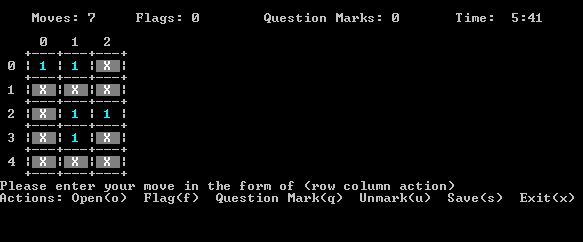 Moves: 7 Flags: 0 Question Marks: 0 Time: 5:41
0 1 2
+---+---+---+
0 ¦ 1 ¦ 1 ¦ X ¦
+---+---+---+
1 ¦ X ¦ X ¦ X ¦
+---+---+---+
2 ¦ X ¦ 1 ¦ 1 ¦
+---+---+---+
3 ¦ X ¦ 1 ¦ X ¦
+---+---+---+
4 ¦ X ¦ X ¦ X ¦
+---+---+---+
Please enter your move in the form of (row column action)
Actions: Open(o) Flag(f) Question Mark(q) Unmark(u) Save(s) Exit(x)